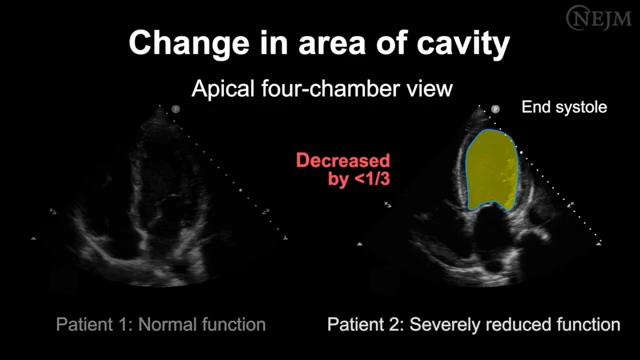 NEJM
Change in area of cavity
Apical four-chamber view
End systole
Decreased
by <1/3
Patient 1: Normal function
Patient 2: Severely reduced function